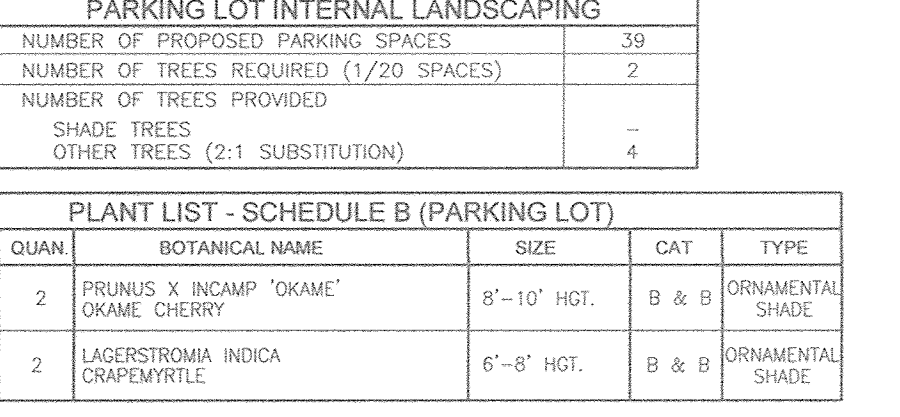 PARKING LOT INTERNAL LANDSCAPING
NUMBER OF PROPOSED PARKING SPACES 39
NUMBER OF TREES REQUIRED (1/20 SPACES) 2
NUMBER OF TREES PROVIDED
SHADE TREES –
OTHER TREES (2:1 SUBSTITUTION) 4
PLANT LIST - SCHEDULE B (PARKING LOT)
QUAN. BOTANICAL NAME SIZE CAT TYPE
2 PRUNUS X INCAMP 'OKAME' 8'-10' HGT. B & B ORNAMENTAL
OKAME CHERRY SHADE
2 LAGERSTROMIA INDICA 6'-8' HGT. B & B ORNAMENTAL
CRAPEMYRTLE SHADE